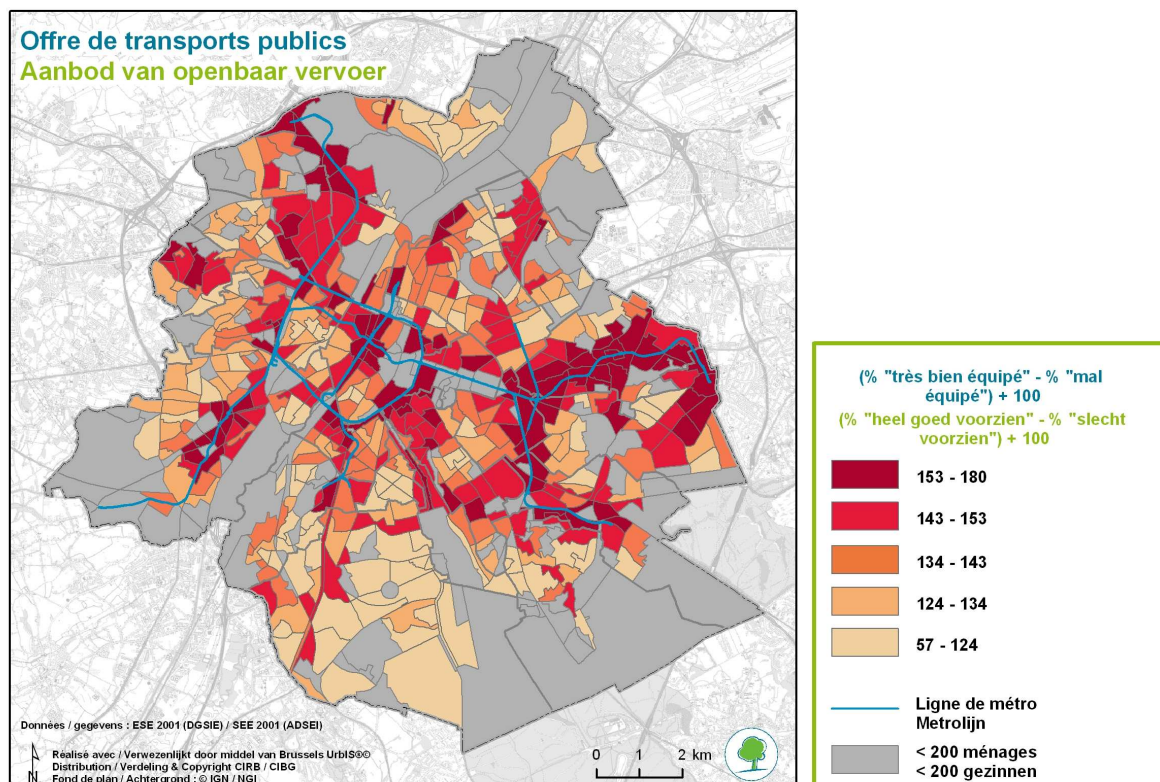 Offre de transports publics
Aanbod van openbaar vervoer
Données / gegevens : ESE 2001 (DGSIE) / SEE 2001 (ADSEI)
N
Réalisé avec / Verwezenlijkt door middel van Brussels UrbIS®©
Distribution / Verdeling & Copyright CIRB / CIBG
Fond de plan / Achtergrond : © IGN / NGI
0 1 2 km
(% "très bien équipé" - % "mal
équipé") + 100
(% "heel goed voorzien" - % "slecht
voorzien") + 100
153 - 180
143 - 153
134 - 143
124 - 134
57 - 124
Ligne de métro
Metrolijn
< 200 ménages
< 200 gezinnen